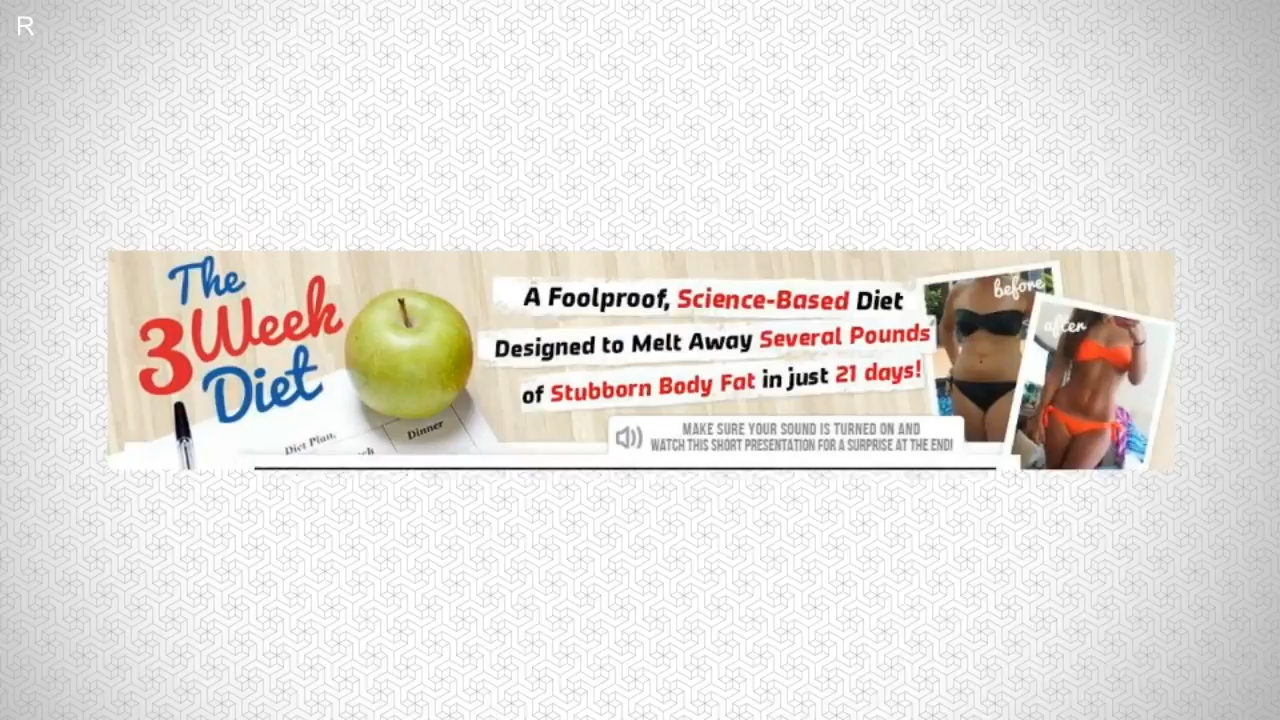 R
The
3 Week
Diet
A Foolproof, Science-Based Diet
Designed to Melt Away Several Pounds
of Stubborn Body Fat in just 21 days!
before
after
Diet Plan.
Dinner
MAKE SURE YOUR SOUND IS TURNED ON AND
WATCH THIS SHORT PRESENTATION FOR A SURPRISE AT THE END!